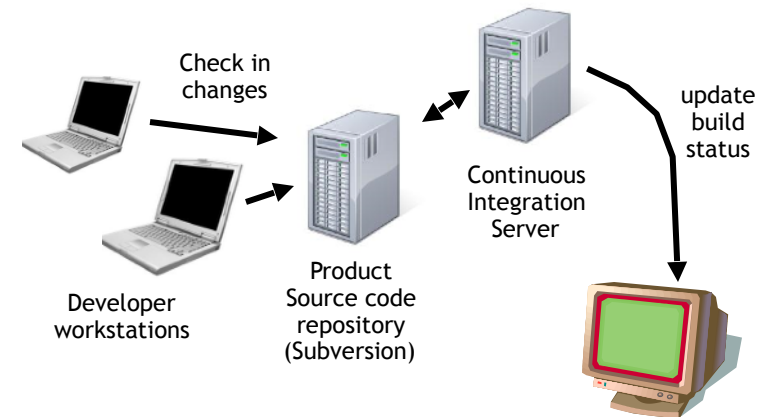 Check in
changes
update
build
status
Continuous
Integration
Server
Product
Source code
repository
(Subversion)
Developer
workstations